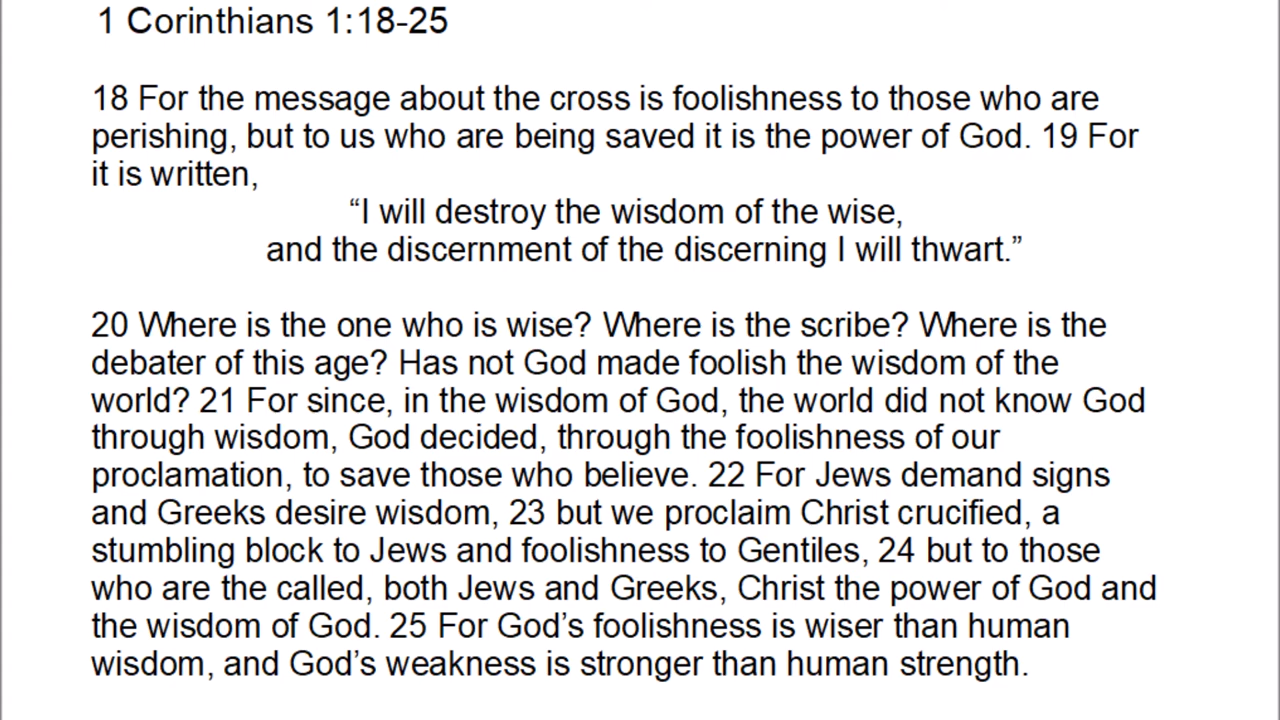 1 Corinthians 1:18-25
18 For the message about the cross is foolishness to those who are
perishing, but to us who are being saved it is the power of God. 19 For
it is written,
“I will destroy the wisdom of the wise,
and the discernment of the discerning I will thwart.”
20 Where is the one who is wise? Where is the scribe? Where is the
debater of this age? Has not God made foolish the wisdom of the
world? 21 For since, in the wisdom of God, the world did not know God
through wisdom, God decided, through the foolishness of our
proclamation, to save those who believe. 22 For Jews demand signs
and Greeks desire wisdom, 23 but we proclaim Christ crucified, a
stumbling block to Jews and foolishness to Gentiles, 24 but to those
who are the called, both Jews and Greeks, Christ the power of God and
the wisdom of God. 25 For God’s foolishness is wiser than human
wisdom, and God’s weakness is stronger than human strength.